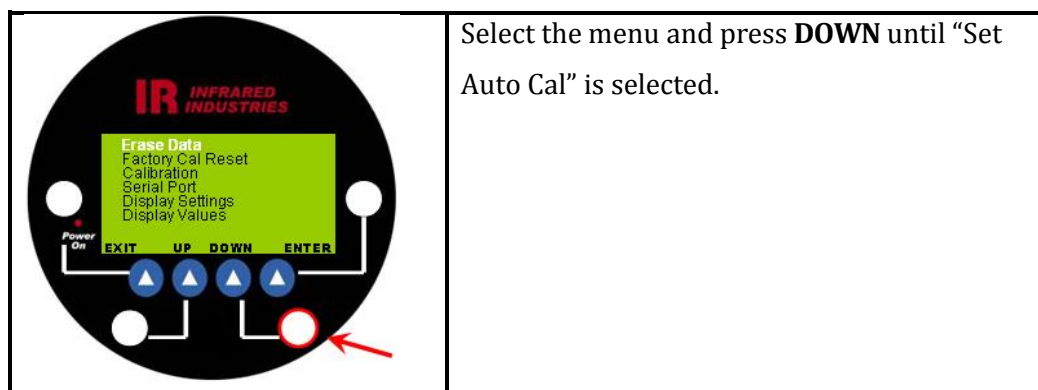 IR INFRARED
INDUSTRIES
Erase Data
Factory Cal Reset
Calibration
Serial Port
Display Settings
Display Values
Power
On
EXIT UP DOWN ENTER
Select the menu and press DOWN until “Set
Auto Cal” is selected.